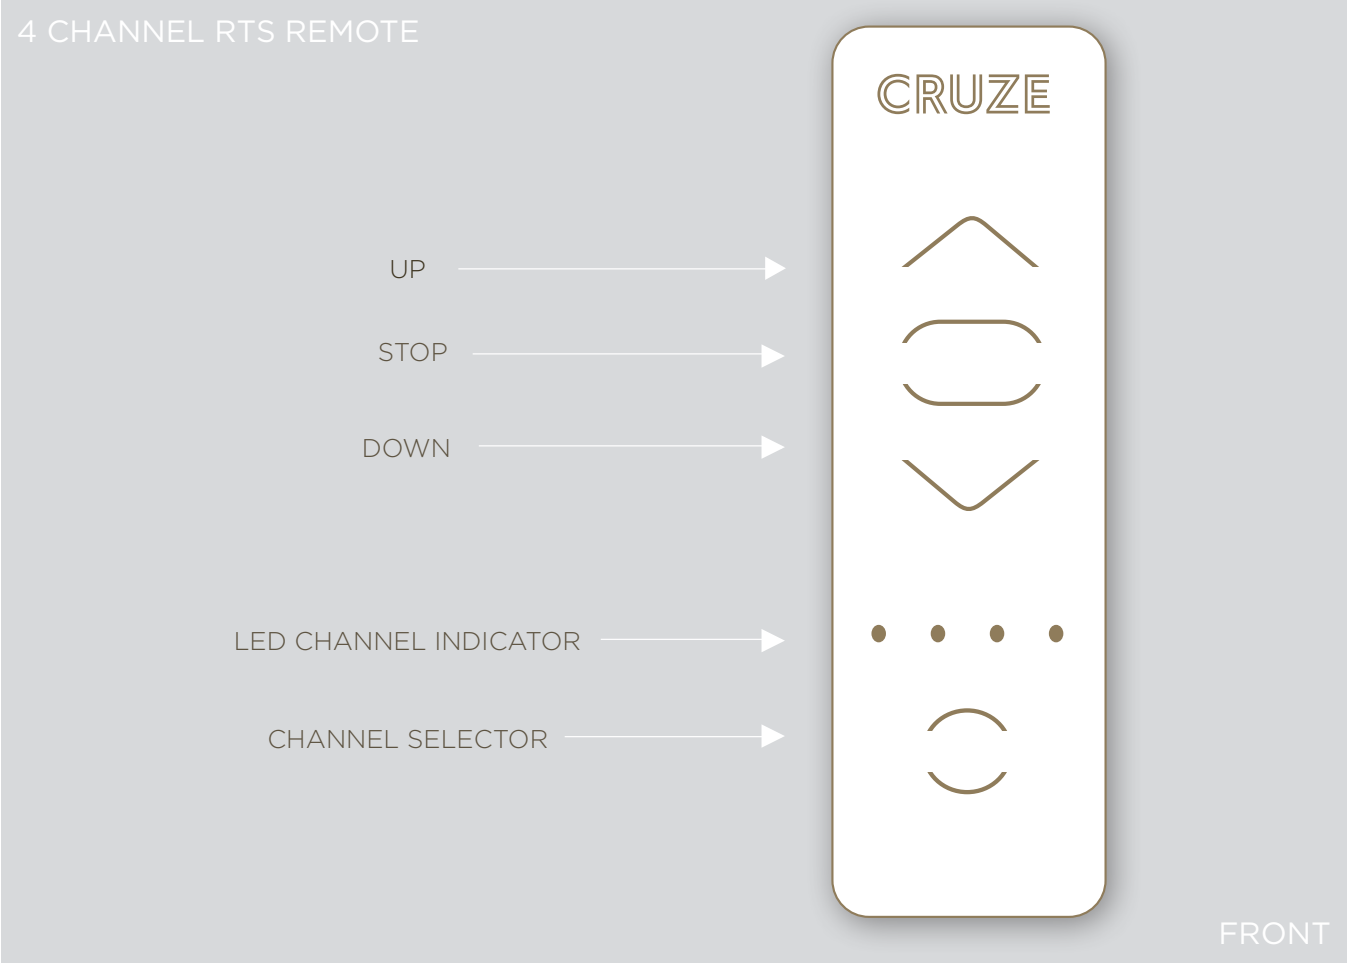 4 CHANNEL RTS REMOTE
CRUZE
UP
STOP
DOWN
LED CHANNEL INDICATOR
CHANNEL SELECTOR
FRONT